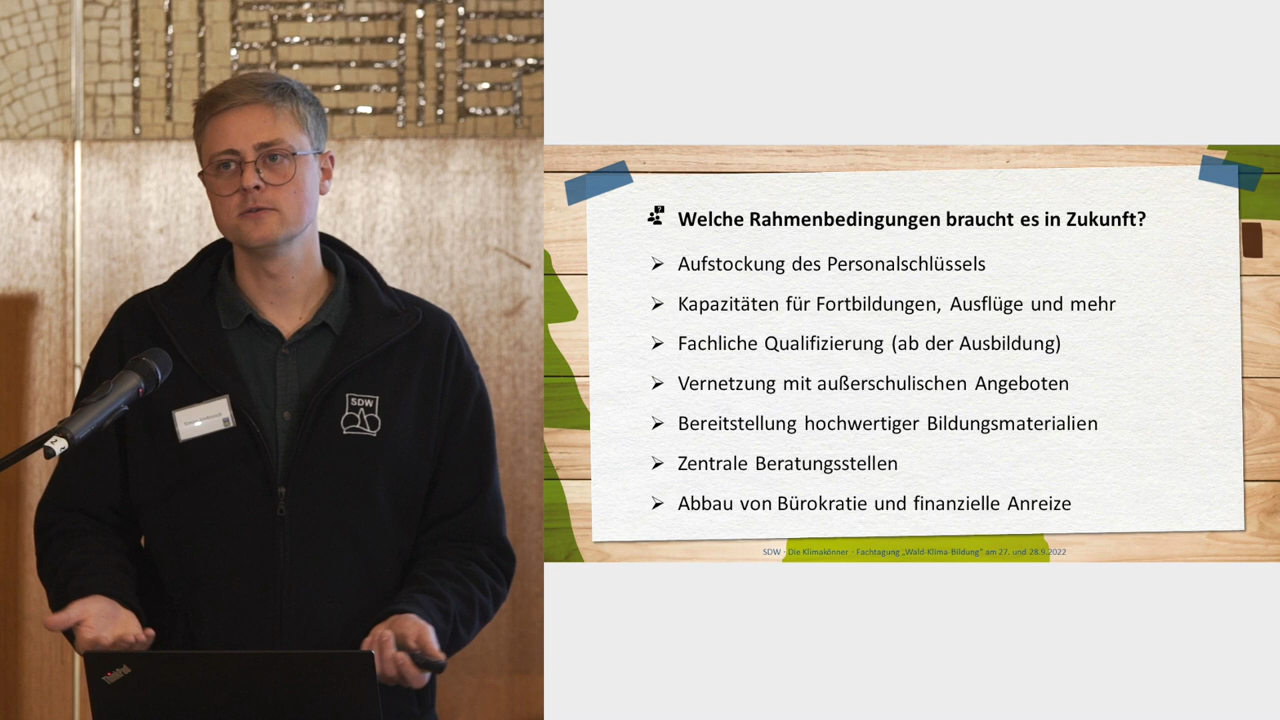 SDW
ThinkPad
Welche Rahmenbedingungen braucht es in Zukunft?
Aufstockung des Personalschlüssels
Kapazitäten für Fortbildungen, Ausflüge und mehr
Fachliche Qualifizierung (ab der Ausbildung)
Vernetzung mit außerschulischen Angeboten
Bereitstellung hochwertiger Bildungsmaterialien
Zentrale Beratungsstellen
Abbau von Bürokratie und finanzielle Anreize
SDW - Die Klimakönner - Fachtagung „Wald-Klima-Bildung“ am 27. und 28.9.2022